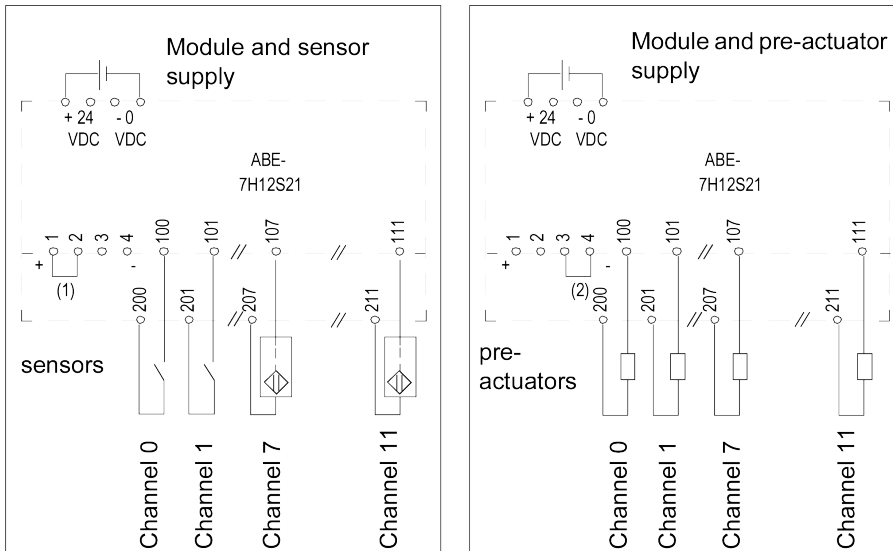 Module and sensor
supply
+ 24
VDC
- 0
VDC
ABE-
7H12S21
1
2
3
4
100
101
//
107
//
111
+
(1)
-
200
201
//
207
//
211
sensors
Channel 0
Channel 1
Channel 7
Channel 11
Module and pre-actuator
supply
+ 24
VDC
- 0
VDC
ABE-
7H12S21
1
2
3
4
100
101
//
107
111
+
(2)
-
200
201
//
207
//
211
pre-
actuators
Channel 0
Channel 1
Channel 7
Channel 11